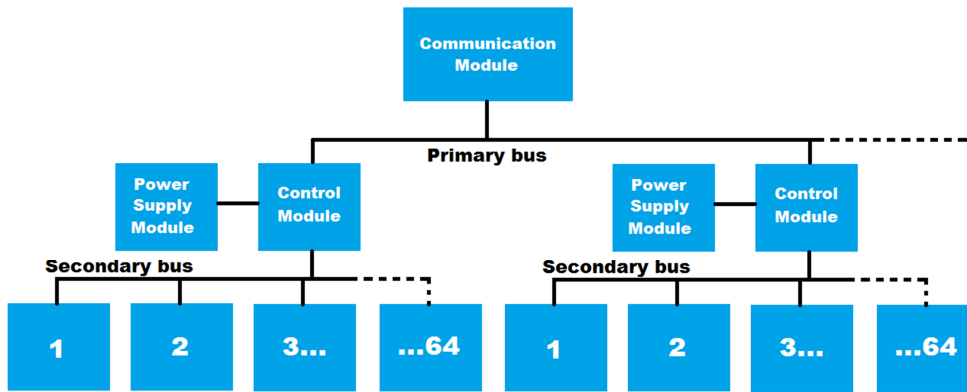 Communication
Module
Primary bus
Power
Supply
Module
Control
Module
Power
Supply
Module
Control
Module
Secondary bus
Secondary bus
1
2
3...
...64
1
2
3...
...64